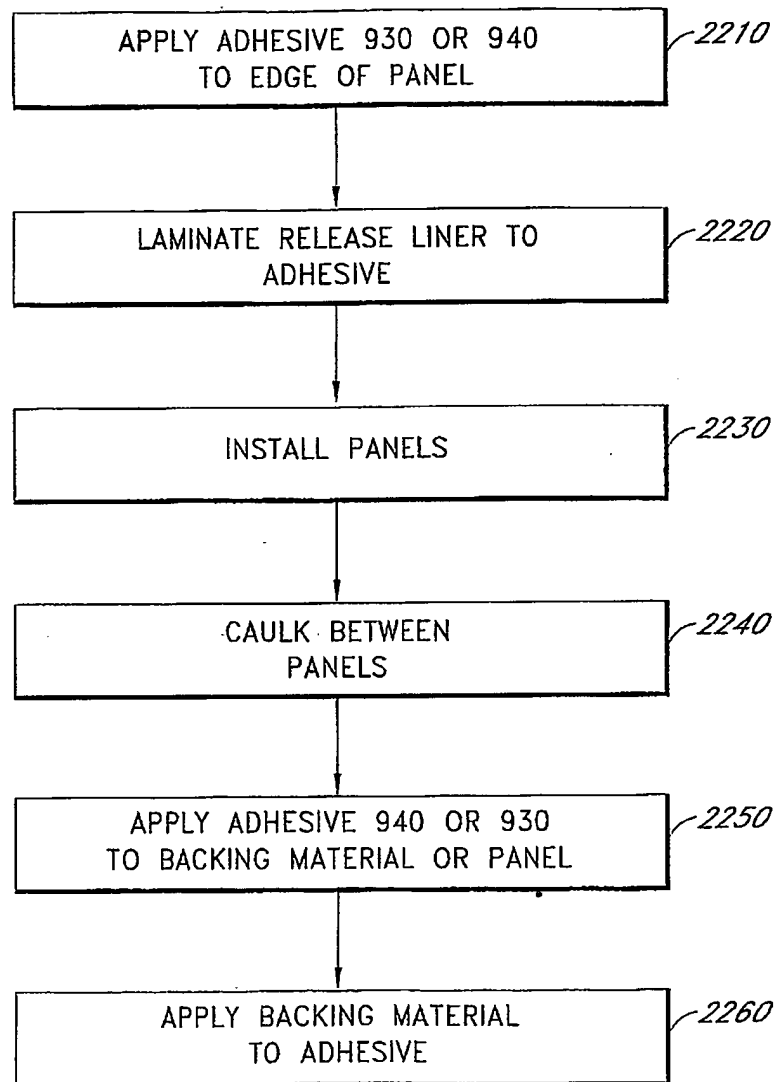 APPLY ADHESIVE 930 OR 940
TO EDGE OF PANEL
2210
LAMINATE RELEASE LINER TO
ADHESIVE
2220
INSTALL PANELS
2230
CAULK BETWEEN
PANELS
2240
APPLY ADHESIVE 940 OR 930
TO BACKING MATERIAL OR PANEL
2250
APPLY BACKING MATERIAL
TO ADHESIVE
2260